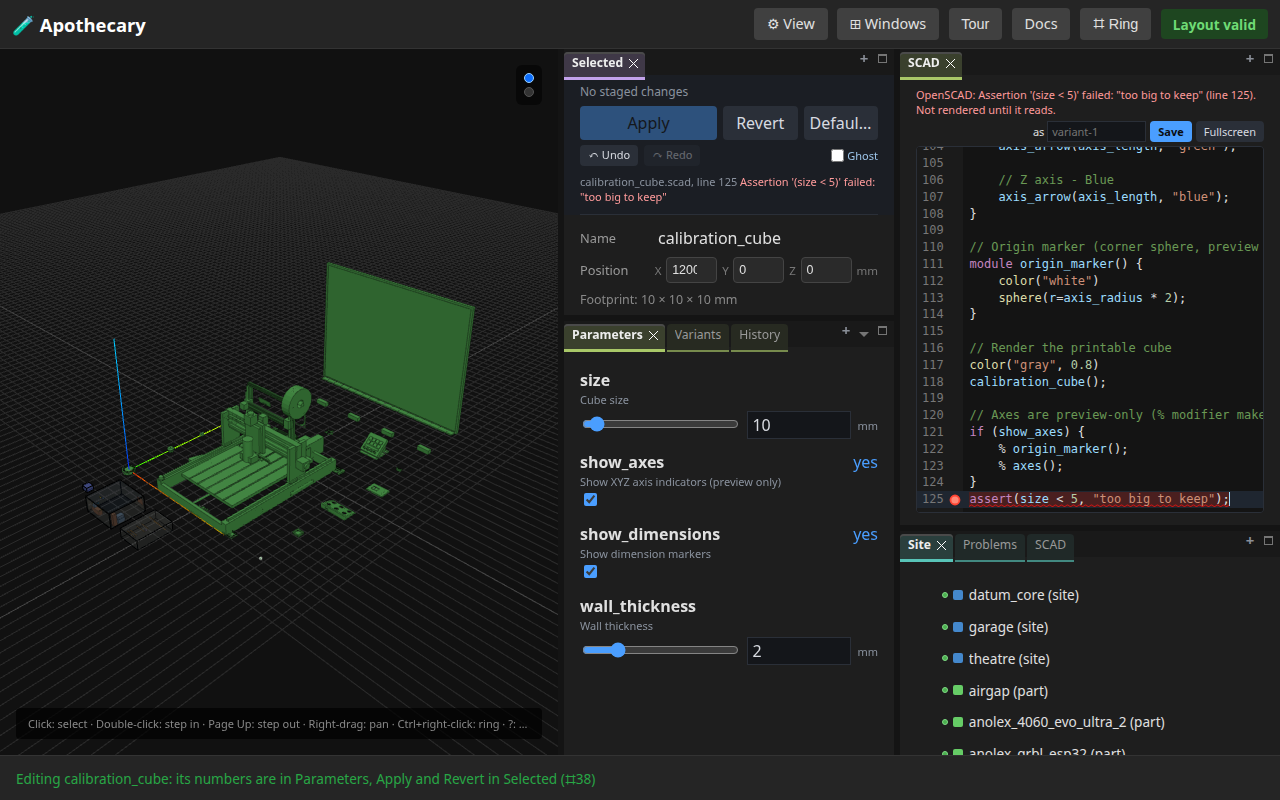 🧪 Apothecary
⚙ View
⊞ Windows
Tour
Docs
⌗ Ring
Layout valid
Selected
No staged changes
Apply
Revert
Defaul...
↶ Undo
↷ Redo
Ghost
calibration_cube.scad, line 125 Assertion '(size < 5)' failed:
"too big to keep"
Name calibration_cube
Position X 1200 Y 0 Z 0 mm
Footprint: 10 × 10 × 10 mm
Parameters
Variants
History
size
Cube size
10 mm
show_axes yes
Show XYZ axis indicators (preview only)
show_dimensions yes
Show dimension markers
wall_thickness
Wall thickness
2 mm
SCAD
OpenSCAD: Assertion '(size < 5)' failed: "too big to keep" (line 125).
Not rendered until it reads.
as variant-1 Save Fullscreen
104 axis_arrow(axis_length, "green");
105
106 // Z axis - Blue
107 axis_arrow(axis_length, "blue");
108 }
109
110 // Origin marker (corner sphere, preview
111 module origin_marker() {
112 color("white")
113 sphere(r=axis_radius * 2);
114 }
115
116 // Render the printable cube
117 color("gray", 0.8)
118 calibration_cube();
119
120 // Axes are preview-only (% modifier make
121 if (show_axes) {
122 % origin_marker();
123 % axes();
124 }
125 assert(size < 5, "too big to keep");
Site
Problems
SCAD
datum_core (site)
garage (site)
theatre (site)
airgap (part)
anolex_4060_evo_ultra_2 (part)
anolex_grbl_esp32 (part)
Click: select · Double-click: step in · Page Up: step out · Right-drag: pan · Ctrl+right-click: ring · ?: ...
Editing calibration_cube: its numbers are in Parameters, Apply and Revert in Selected (⌗38)